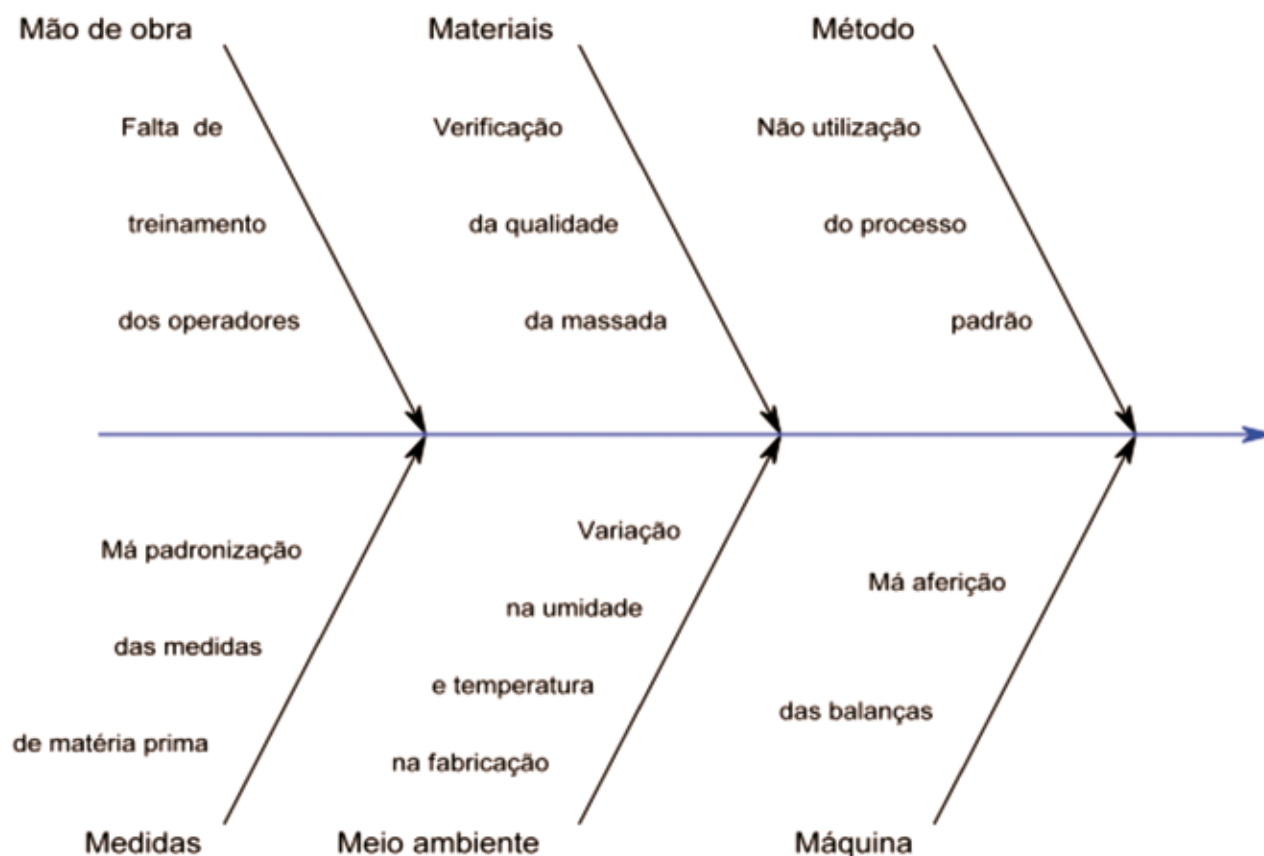 Mão de obra
Falta de
treinamento
dos operadores
Materiais
Verificação
da qualidade
da massada
Método
Não utilização
do processo
padrão
Má padronização
das medidas
de matéria prima
Medidas
Variação
na umidade
e temperatura
na fabricação
Meio ambiente
Má aferição
das balanças
Máquina